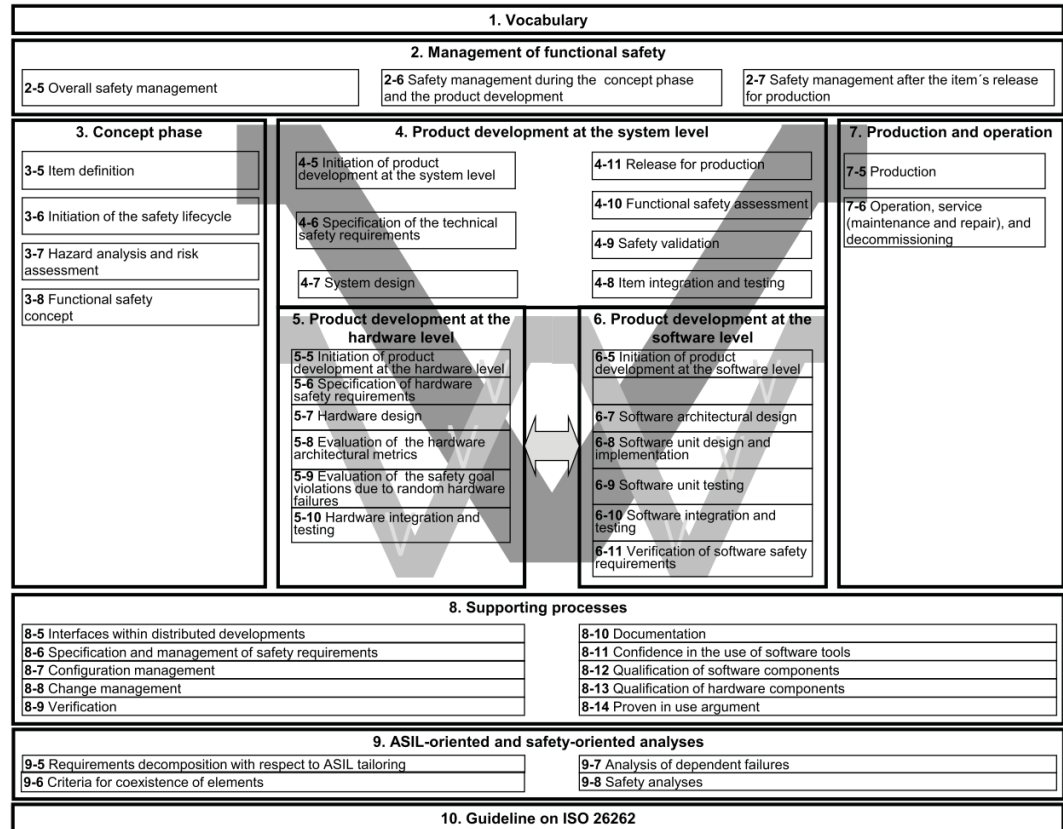 1. Vocabulary
2. Management of functional safety
2-5 Overall safety management
2-6 Safety management during the concept phase
and the product development
2-7 Safety management after the item´s release
for production
3. Concept phase
3-5 Item definition
3-6 Initiation of the safety lifecycle
3-7 Hazard analysis and risk
assessment
3-8 Functional safety
concept
4. Product development at the system level
4-5 Initiation of product
development at the system level
4-6 Specification of the technical
safety requirements
4-7 System design
4-11 Release for production
4-10 Functional safety assessment
4-9 Safety validation
4-8 Item integration and testing
5. Product development at the
hardware level
5-5 Initiation of product
development at the hardware level
5-6 Specification of hardware
safety requirements
5-7 Hardware design
5-8 Evaluation of the hardware
architectural metrics
5-9 Evaluation of the safety goal
violations due to random hardware
failures
5-10 Hardware integration and
testing
6. Product development at the
software level
6-5 Initiation of product
development at the software level
6-7 Software architectural design
6-8 Software unit design and
implementation
6-9 Software unit testing
6-10 Software integration and
testing
6-11 Verification of software safety
requirements
7. Production and operation
7-5 Production
7-6 Operation, service
(maintenance and repair), and
decommissioning
8. Supporting processes
8-5 Interfaces within distributed developments
8-6 Specification and management of safety requirements
8-7 Configuration management
8-8 Change management
8-9 Verification
8-10 Documentation
8-11 Confidence in the use of software tools
8-12 Qualification of software components
8-13 Qualification of hardware components
8-14 Proven in use argument
9. ASIL-oriented and safety-oriented analyses
9-5 Requirements decomposition with respect to ASIL tailoring
9-6 Criteria for coexistence of elements
9-7 Analysis of dependent failures
9-8 Safety analyses
10. Guideline on ISO 26262